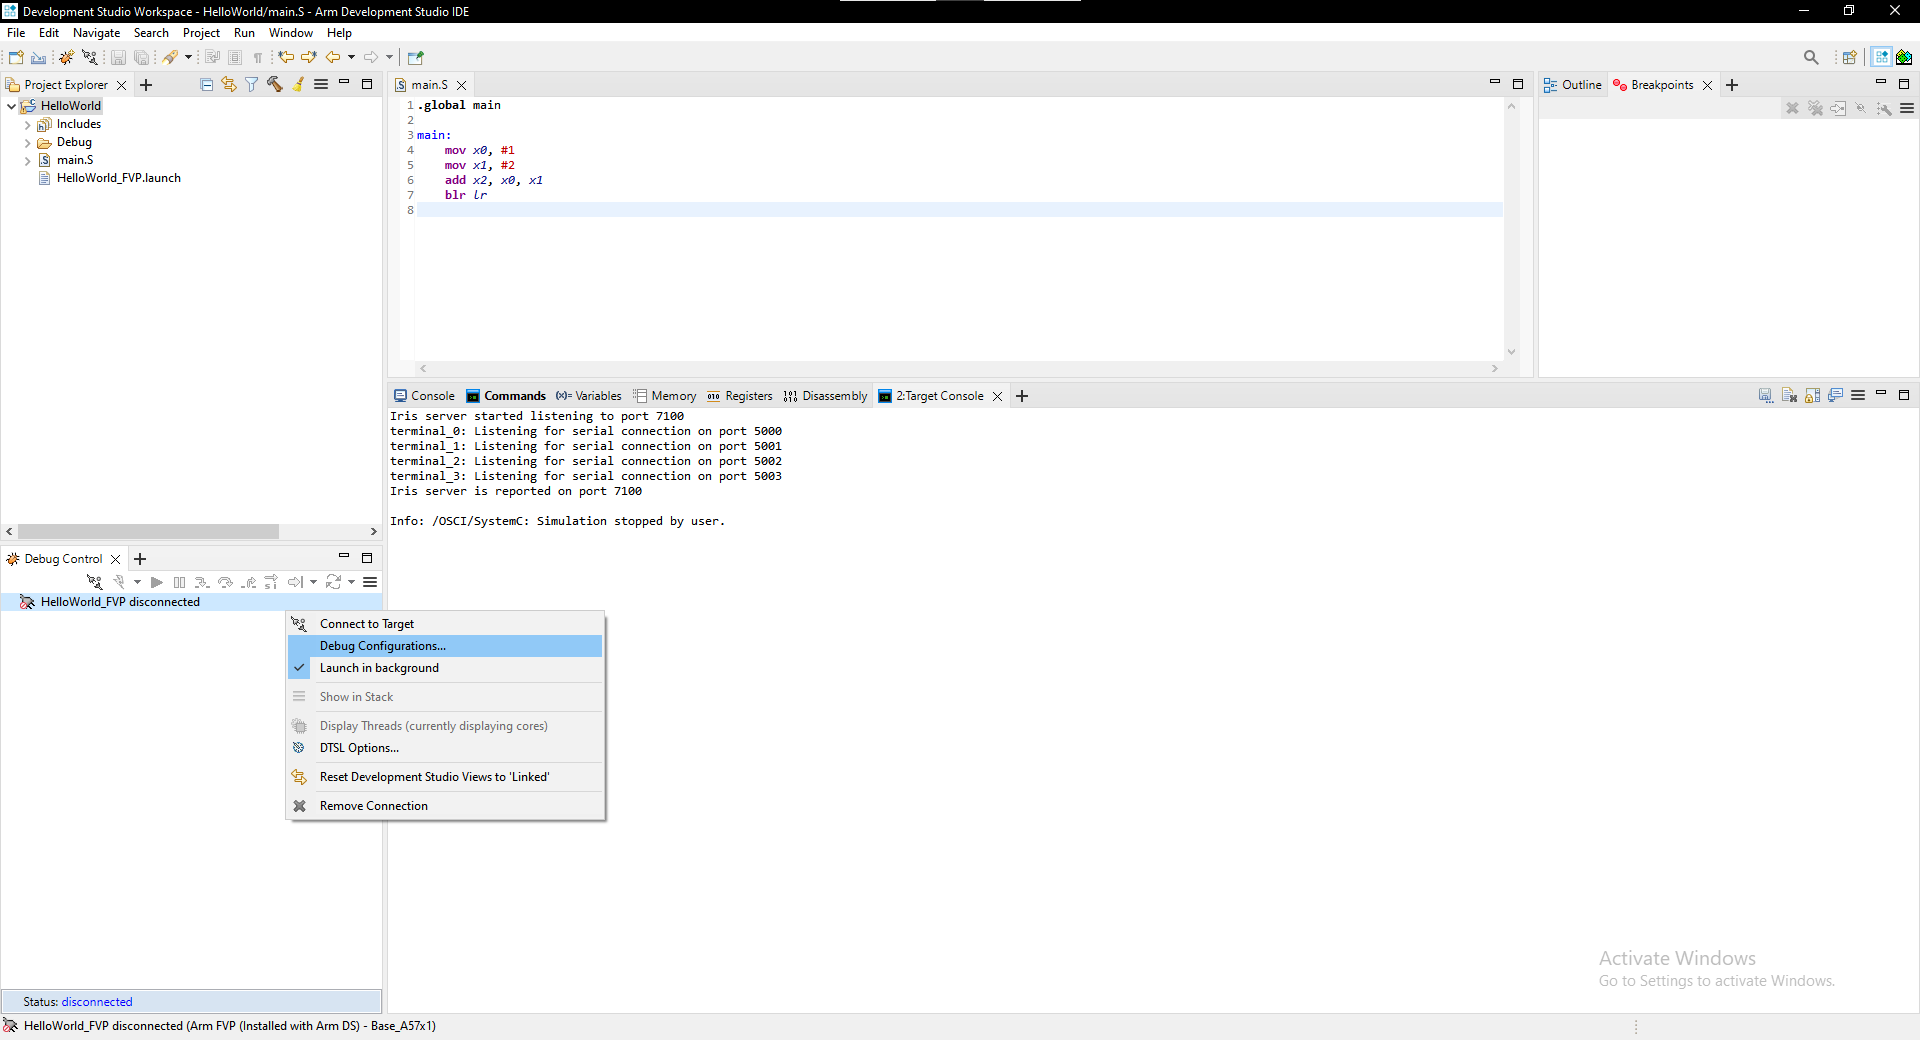 Development Studio Workspace - HelloWorld/main.S - Arm Development Studio IDE
File Edit Navigate Search Project Run Window Help
Project Explorer
HelloWorld
Includes
Debug
main.S
HelloWorld_FVP.launch
main.S
1 .global main
2
3 main:
4 mov x0, #1
5 mov x1, #2
6 add x2, x0, x1
7 blr lr
8
Outline Breakpoints
Console Commands (x)= Variables Memory 010 Registers Disassembly 2:Target Console
Iris server started listening to port 7100
terminal_0: Listening for serial connection on port 5000
terminal_1: Listening for serial connection on port 5001
terminal_2: Listening for serial connection on port 5002
terminal_3: Listening for serial connection on port 5003
Iris server is reported on port 7100
Info: /OSCI/SystemC: Simulation stopped by user.
Debug Control
HelloWorld_FVP disconnected
Connect to Target
Debug Configurations...
Launch in background
Show in Stack
Display Threads (currently displaying cores)
DTSL Options...
Reset Development Studio Views to 'Linked'
Remove Connection
Activate Windows
Go to Settings to activate Windows.
Status: disconnected
HelloWorld_FVP disconnected (Arm FVP (Installed with Arm DS) - Base_A57x1)